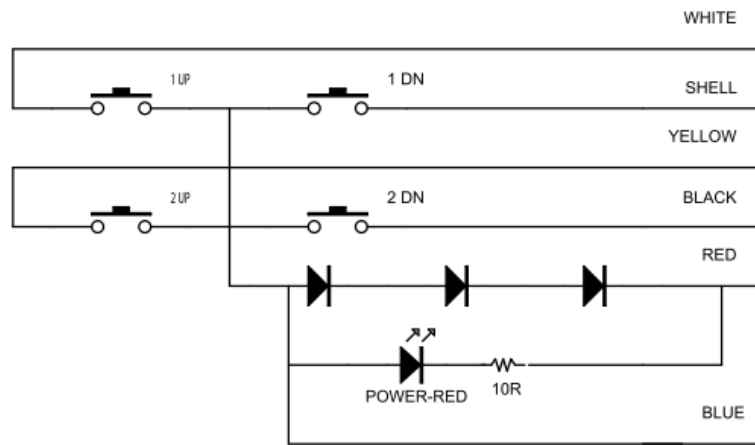 WHITE
1 UP
1 DN
SHELL
YELLOW
2 UP
2 DN
BLACK
RED
POWER-RED
10R
BLUE